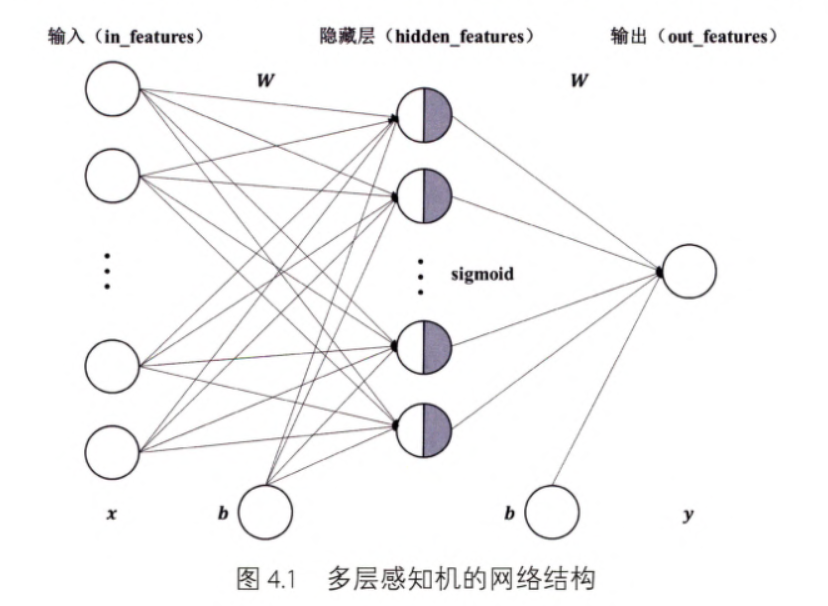 输入（in_features） 隐藏层（hidden_features） 输出（out_features）
W W
sigmoid
x b b y
图 4.1 多层感知机的网络结构